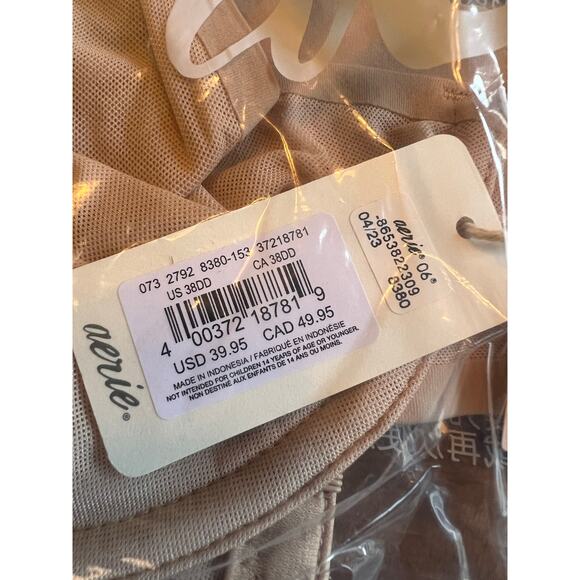 073 2792 8380-153 37218781
US 38DD CA 38DD
4 00372 18781 9
USD 39.95 CAD 49.95
MADE IN INDONESIA / FABRIQUÉ EN INDONÉSIE
NOT INTENDED FOR CHILDREN 14 YEARS OF AGE OR YOUNGER.
NON DESTINÉ AUX ENFANTS DE 14 ANS OU MOINS.
aerie®
aerie® 06®
-8653822309
04/23 8380